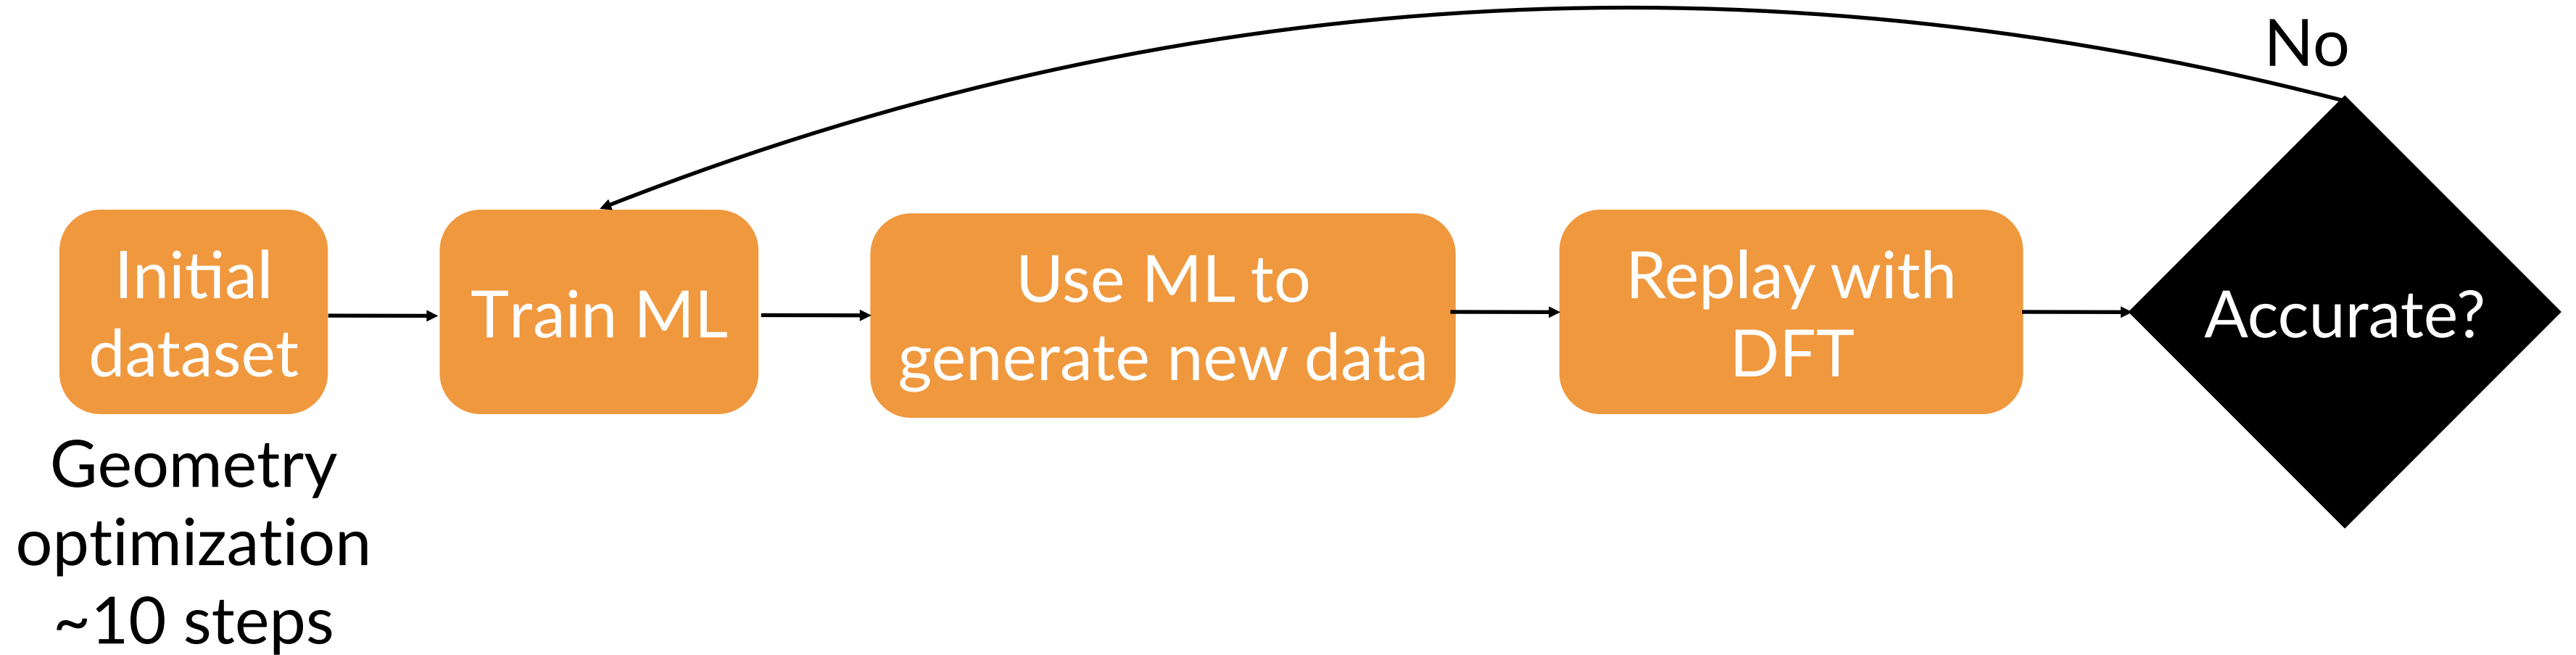 No
Initial
dataset
Train ML
Use ML to
generate new data
Replay with
DFT
Accurate?
Geometry
optimization
~10 steps